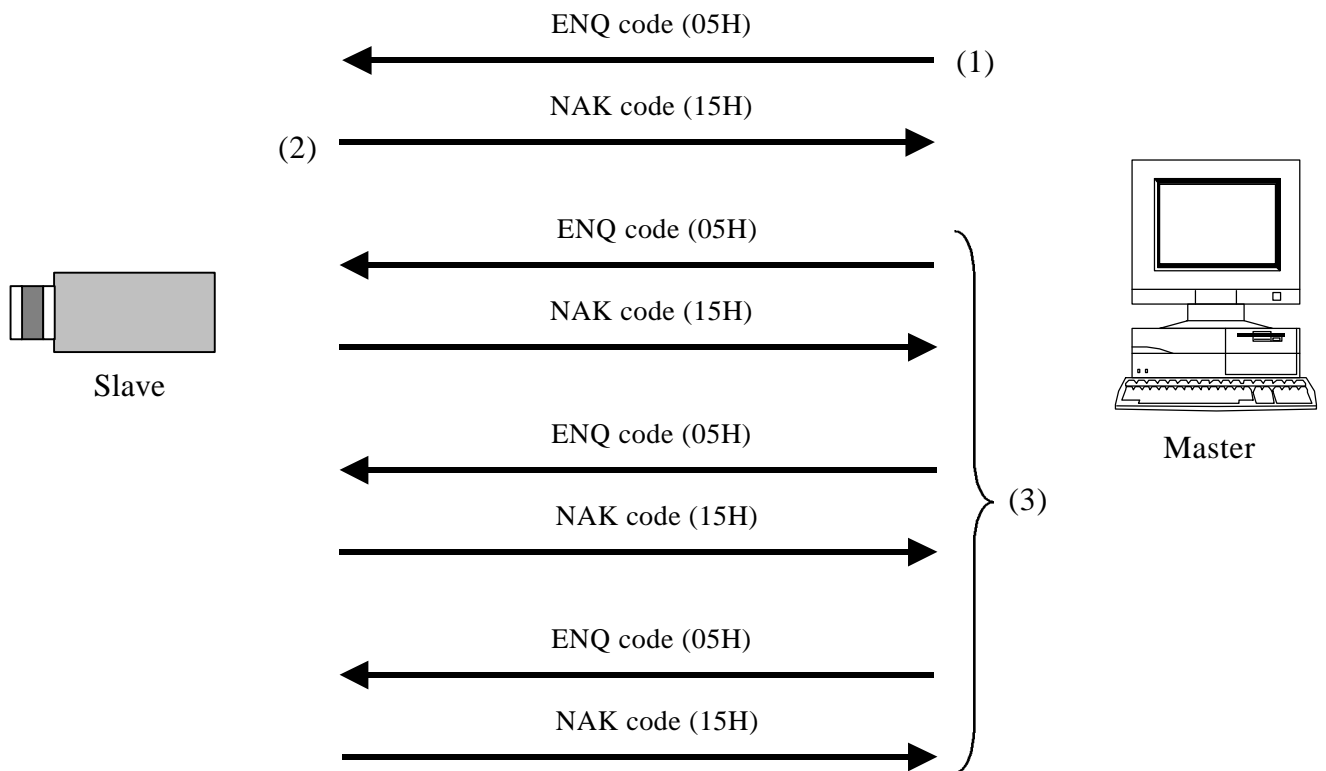 ENQ code (05H)
(1)
NAK code (15H)
(2)
ENQ code (05H)
NAK code (15H)
Slave
ENQ code (05H)
Master
(3)
NAK code (15H)
ENQ code (05H)
NAK code (15H)